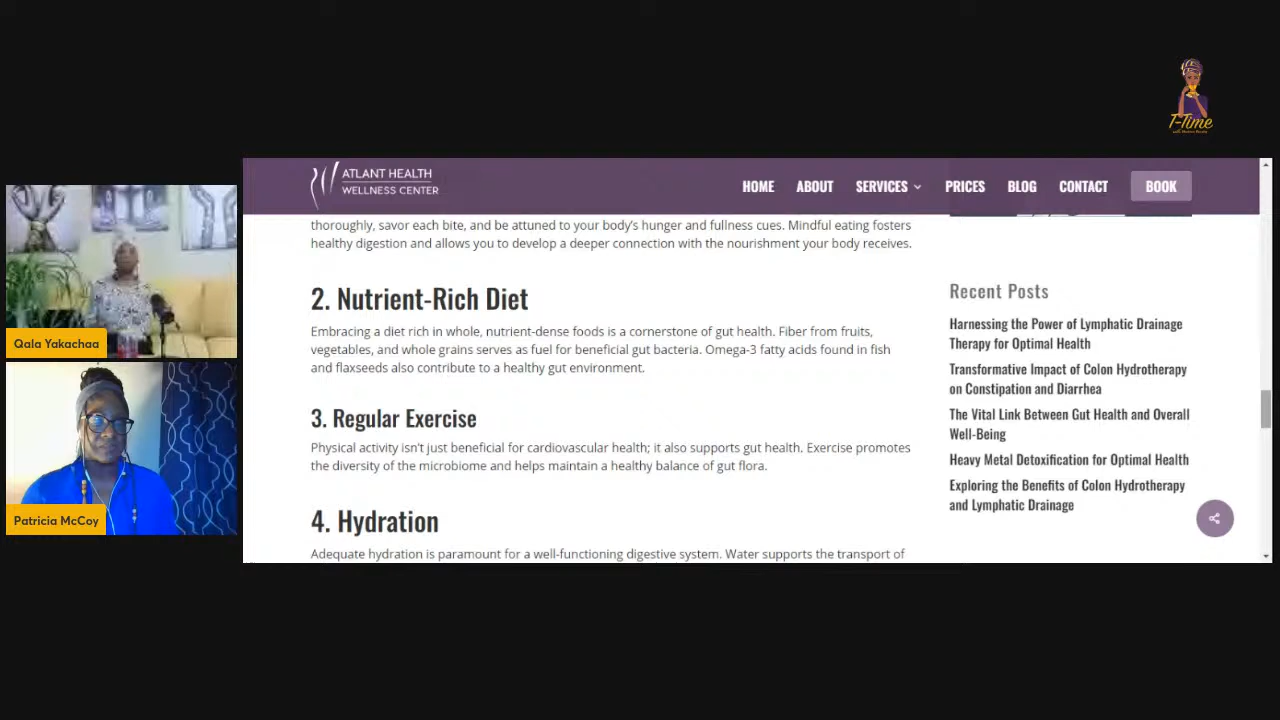 T-Time
ATLANT HEALTH
WELLNESS CENTER
HOME ABOUT SERVICES PRICES BLOG CONTACT BOOK
thoroughly, savor each bite, and be attuned to your body's hunger and fullness cues. Mindful eating fosters
healthy digestion and allows you to develop a deeper connection with the nourishment your body receives.
2. Nutrient-Rich Diet
Embracing a diet rich in whole, nutrient-dense foods is a cornerstone of gut health. Fiber from fruits,
vegetables, and whole grains serves as fuel for beneficial gut bacteria. Omega-3 fatty acids found in fish
and flaxseeds also contribute to a healthy gut environment.
3. Regular Exercise
Physical activity isn't just beneficial for cardiovascular health; it also supports gut health. Exercise promotes
the diversity of the microbiome and helps maintain a healthy balance of gut flora.
4. Hydration
Adequate hydration is paramount for a well-functioning digestive system. Water supports the transport of
Recent Posts
Harnessing the Power of Lymphatic Drainage
Therapy for Optimal Health
Transformative Impact of Colon Hydrotherapy
on Constipation and Diarrhea
The Vital Link Between Gut Health and Overall
Well-Being
Heavy Metal Detoxification for Optimal Health
Exploring the Benefits of Colon Hydrotherapy
and Lymphatic Drainage
Qala Yakachaa
Patricia McCoy